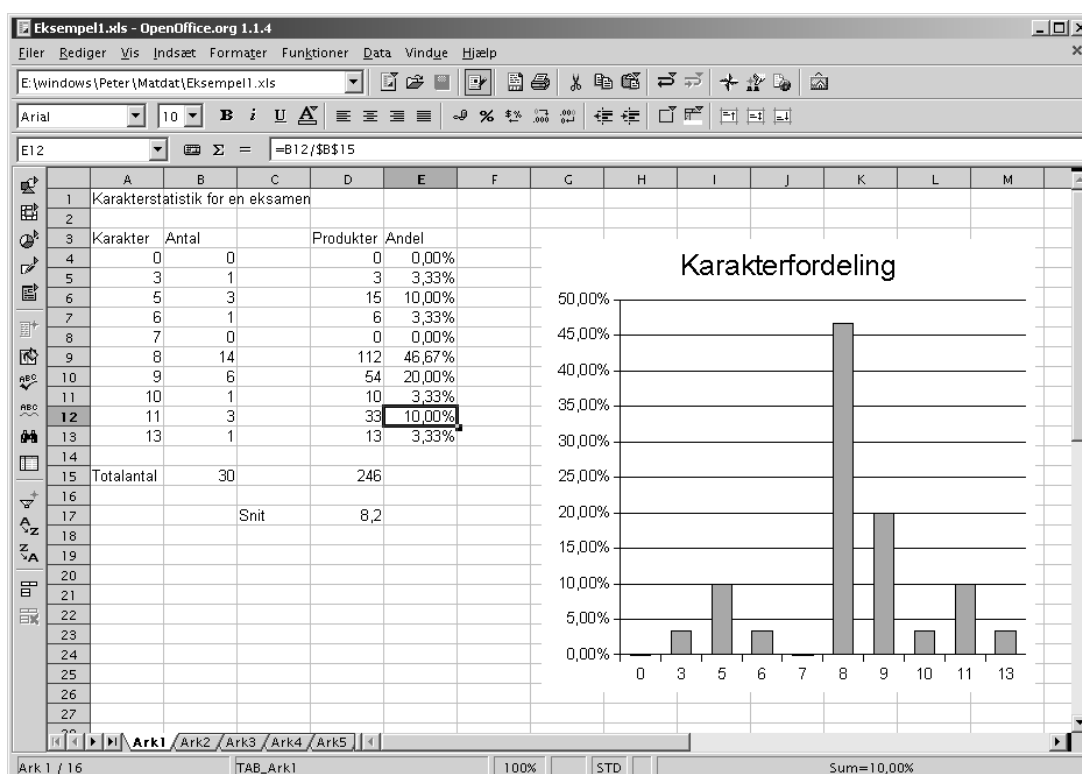 Eksempel1.xls - OpenOffice.org 1.1.4
Filer Rediger Vis Indsæt Formater Funktioner Data Vindue Hjælp
E:\windows\Peter\Matdat\Eksempel1.xls
Arial 10 B i U A
E12 Σ = =B12/$B$15
A B C D E F G H I J K L M
1 Karakterstatistik for en eksamen
2
3 Karakter Antal Produkter Andel
4 0 0 0 0,00%
5 3 1 3 3,33%
6 5 3 15 10,00%
7 6 1 6 3,33%
8 7 0 0 0,00%
9 8 14 112 46,67%
10 9 6 54 20,00%
11 10 1 10 3,33%
12 11 3 33 10,00%
13 13 1 13 3,33%
14
15 Totalantal 30 246
16
17 Snit 8,2
18
19
20
21
22
23
24
25
26
27
Karakterfordeling
50,00%
45,00%
40,00%
35,00%
30,00%
25,00%
20,00%
15,00%
10,00%
5,00%
0,00%
0 3 5 6 7 8 9 10 11 13
Ark1 Ark2 Ark3 Ark4 Ark5
Ark 1 / 16 TAB_Ark1 100% STD Sum=10,00%